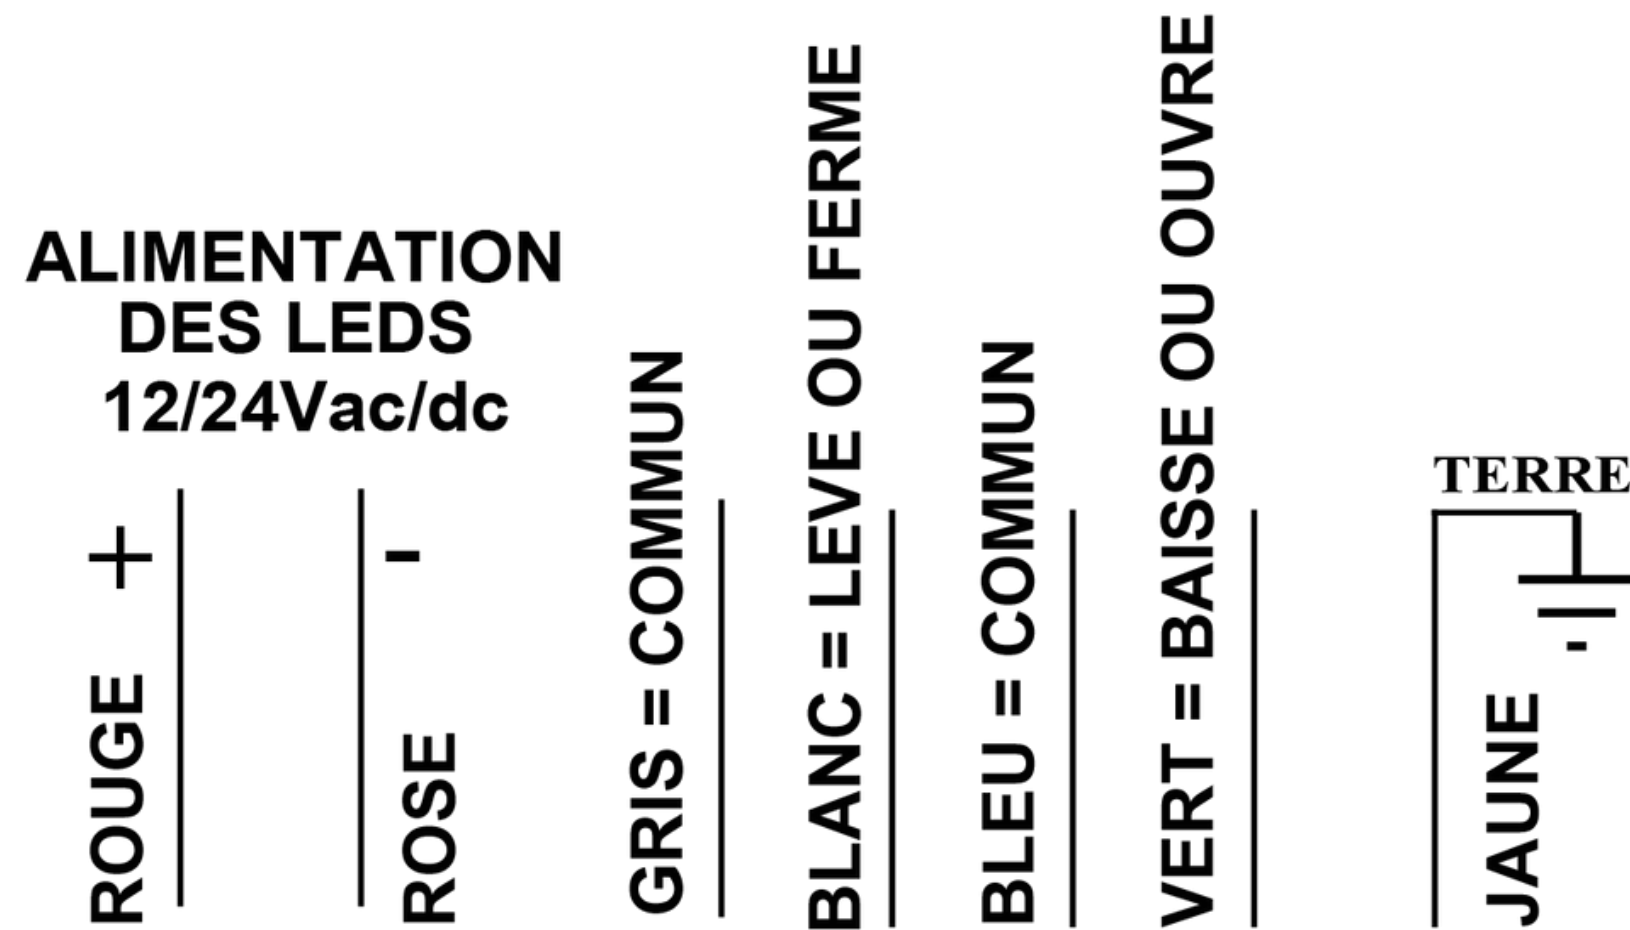 ALIMENTATION
DES LEDS
12/24Vac/dc
ROUGE +
- ROSE
GRIS = COMMUN
BLANC = LEVE OU FERME
BLEU = COMMUN
VERT = BAISSE OU OUVRE
TERRE
JAUNE